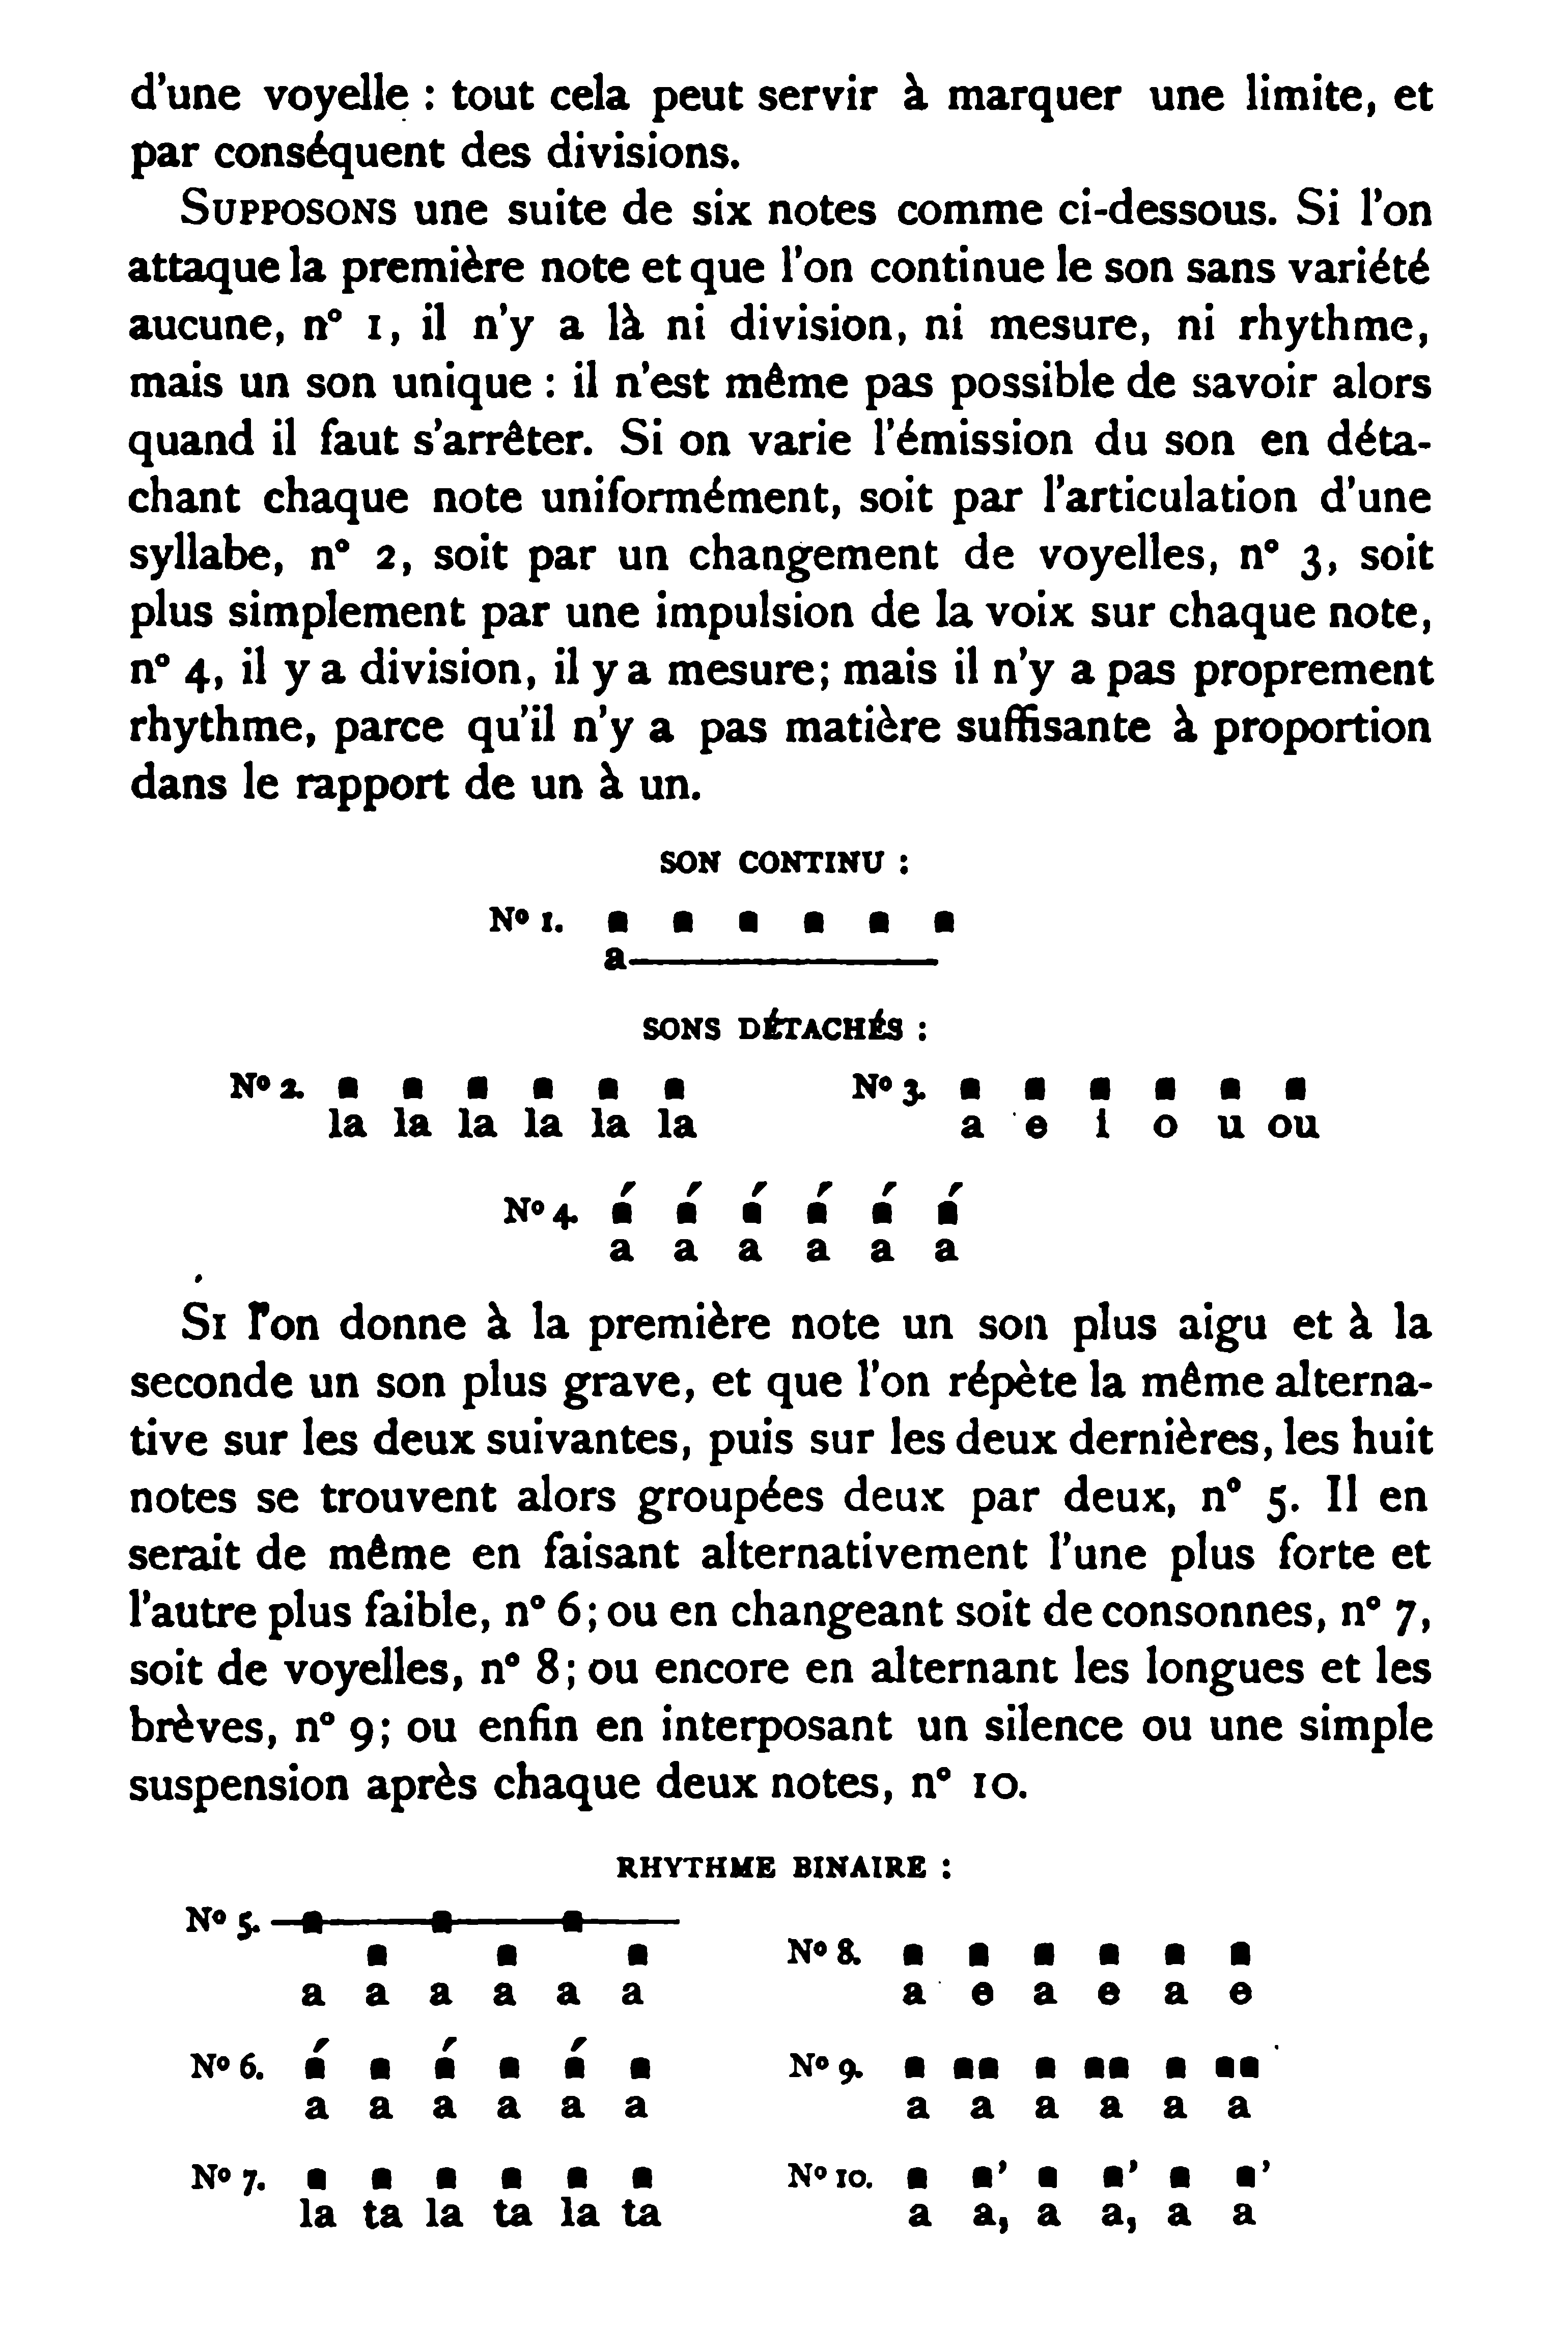 d'une voyelle : tout cela peut servir à marquer une limite, et
par conséquent des divisions.
Supposons une suite de six notes comme ci-dessous. Si l'on
attaque la première note et que l'on continue le son sans variété
aucune, n° 1, il n'y a là ni division, ni mesure, ni rhythme,
mais un son unique : il n'est même pas possible de savoir alors
quand il faut s'arrêter. Si on varie l'émission du son en déta-
chant chaque note uniformément, soit par l'articulation d'une
syllabe, n° 2, soit par un changement de voyelles, n° 3, soit
plus simplement par une impulsion de la voix sur chaque note,
n° 4, il y a division, il y a mesure; mais il n'y a pas proprement
rhythme, parce qu'il n'y a pas matière suffisante à proportion
dans le rapport de un à un.
SON CONTINU :
N° 1.
a
SONS DÉTACHÉS :
N° 2.
la la la la la la
N° 3.
a e i o u ou
N° 4.
a a a a a a
Si l'on donne à la première note un son plus aigu et à la
seconde un son plus grave, et que l'on répète la même alterna-
tive sur les deux suivantes, puis sur les deux dernières, les huit
notes se trouvent alors groupées deux par deux, n° 5. Il en
serait de même en faisant alternativement l'une plus forte et
l'autre plus faible, n° 6; ou en changeant soit de consonnes, n° 7,
soit de voyelles, n° 8; ou encore en alternant les longues et les
brèves, n° 9; ou enfin en interposant un silence ou une simple
suspension après chaque deux notes, n° 10.
RHYTHME BINAIRE :
N° 5.
a a a a a a
N° 6.
a a a a a a
N° 7.
la ta la ta la ta
N° 8.
a e a e a e
N° 9.
a a a a a a
N° 10.
a a, a a, a a